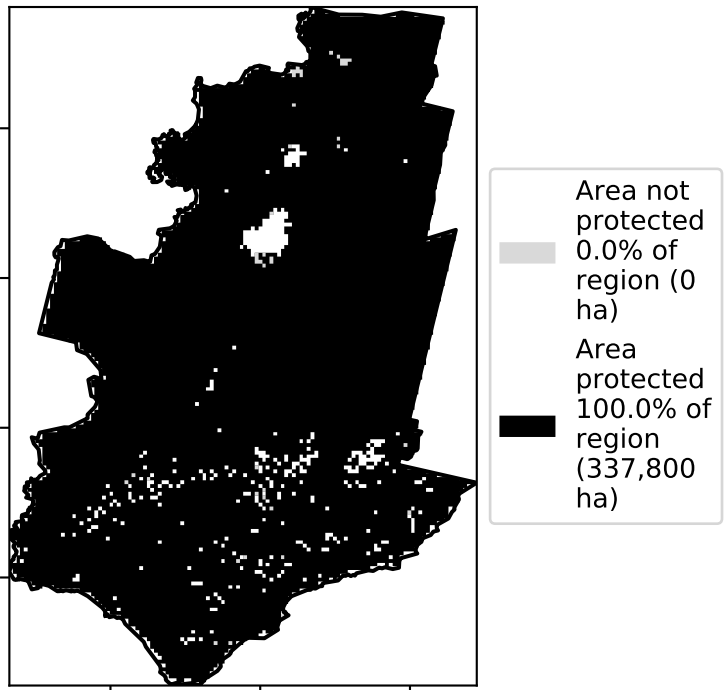 Area not
protected
0.0% of
region (0
ha)
Area
protected
100.0% of
region
(337,800
ha)